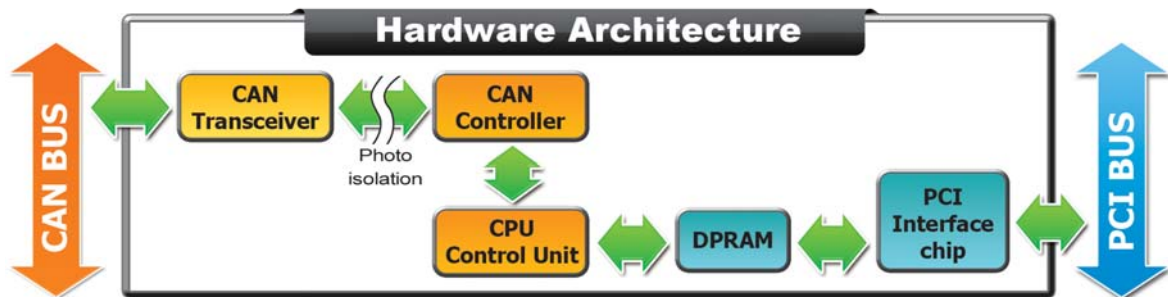 Hardware Architecture
CAN BUS
CAN
Transceiver
Photo
isolation
CAN
Controller
CPU
Control Unit
DPRAM
PCI
Interface
chip
PCI BUS